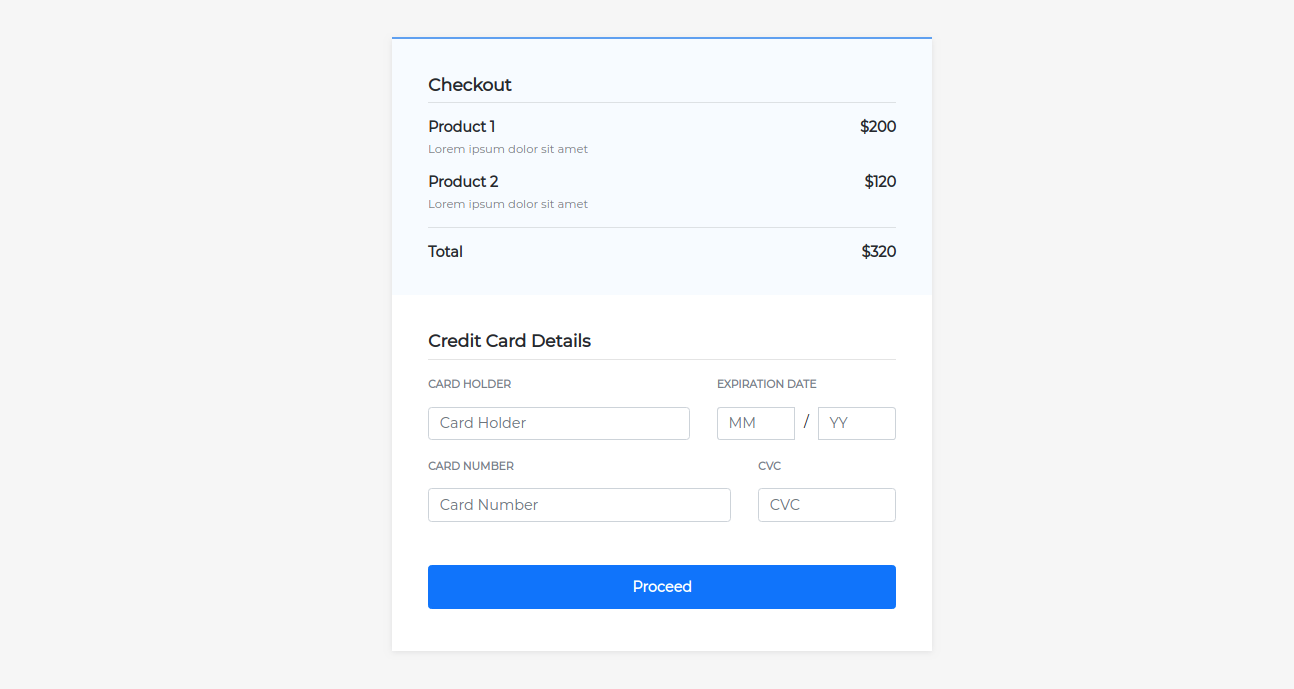 Checkout
Product 1 $200
Lorem ipsum dolor sit amet
Product 2 $120
Lorem ipsum dolor sit amet
Total $320
Credit Card Details
CARD HOLDER EXPIRATION DATE
Card Holder MM / YY
CARD NUMBER CVC
Card Number CVC
Proceed